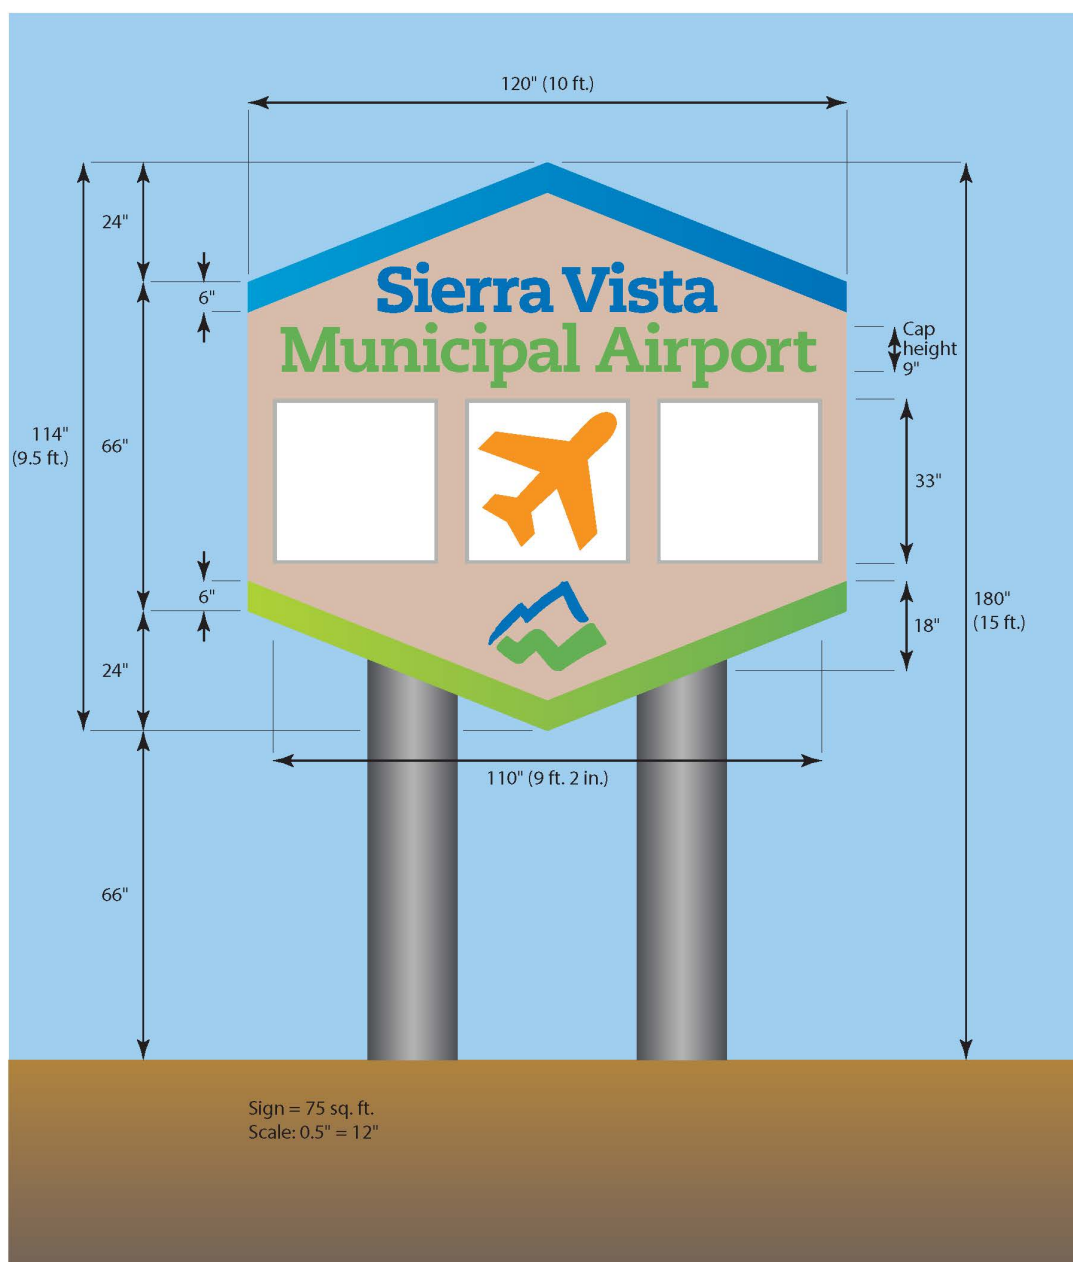 120" (10 ft.)
24"
6"
Sierra Vista
Municipal Airport
Cap
height
9"
114"
(9.5 ft.)
66"
33"
6"
180"
(15 ft.)
18"
24"
110" (9 ft. 2 in.)
66"
Sign = 75 sq. ft.
Scale: 0.5" = 12"